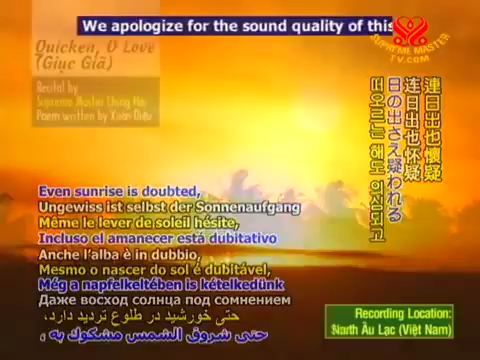 We apologize for the sound quality of this
SUPREME MASTER
TV.COM
Quicken, O Love
(Giục Giã)
Recital by
Supreme Master Ching Hai
Poem written by Xuân Diệu
連日出也懷疑
连日出也怀疑
日の出さえ疑われる
떠오르는 해도 의심되고
Even sunrise is doubted,
Ungewiss ist selbst der Sonnenaufgang
Même le lever de soleil hésite,
Incluso el amanecer está dubitativo
Anche l'alba è in dubbio,
Mesmo o nascer do sol é dubitável,
Még a napfelkeltében is kételkedünk
Даже восход солнца под сомнением
حتی خورشید در طلوع تردید دارد،
حتى شروق الشمس مشكوك به ،
Recording Location:
North Âu Lạc (Việt Nam)